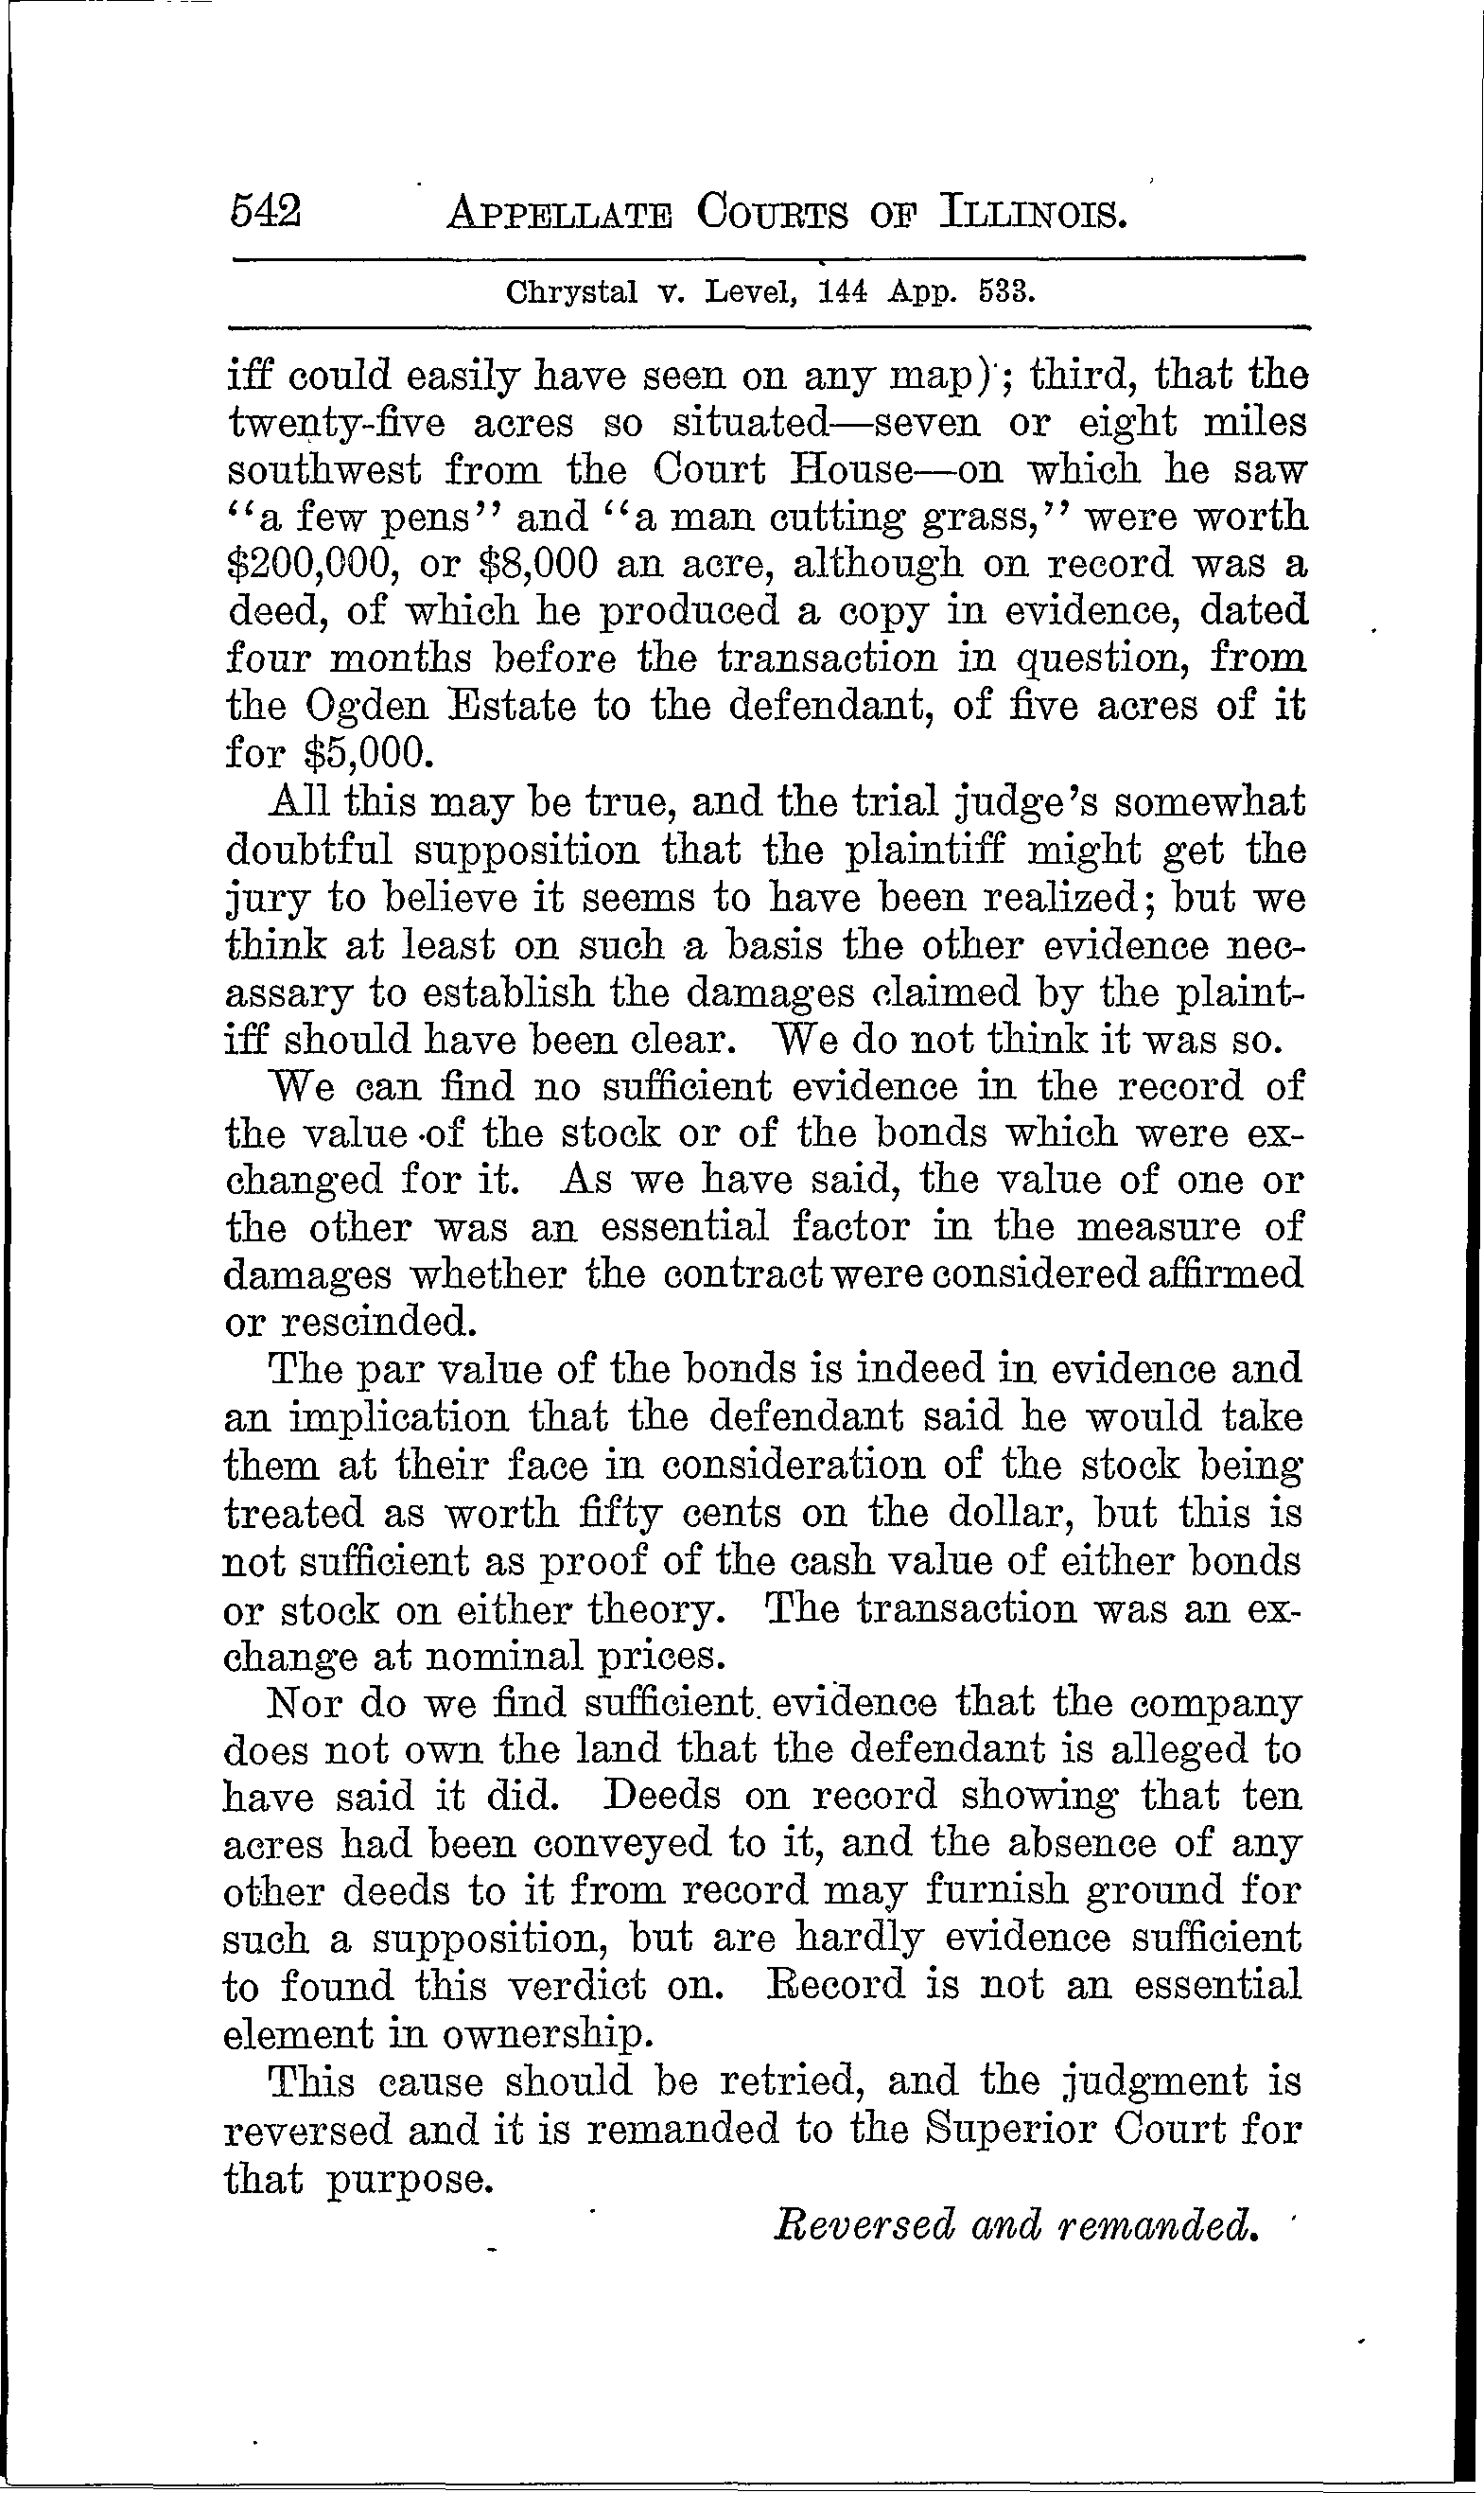 542 APPELLATE COURTS OF ILLINOIS.
Chrystal v. Level, 144 App. 533.
iff could easily have seen on any map); third, that the
twenty-five acres so situated—seven or eight miles
southwest from the Court House—on which he saw
“a few pens” and “a man cutting grass,” were worth
$200,000, or $8,000 an acre, although on record was a
deed, of which he produced a copy in evidence, dated
four months before the transaction in question, from
the Ogden Estate to the defendant, of five acres of it
for $5,000.
All this may be true, and the trial judge’s somewhat
doubtful supposition that the plaintiff might get the
jury to believe it seems to have been realized; but we
think at least on such a basis the other evidence nec-
assary to establish the damages claimed by the plaint-
iff should have been clear. We do not think it was so.
We can find no sufficient evidence in the record of
the value of the stock or of the bonds which were ex-
changed for it. As we have said, the value of one or
the other was an essential factor in the measure of
damages whether the contract were considered affirmed
or rescinded.
The par value of the bonds is indeed in evidence and
an implication that the defendant said he would take
them at their face in consideration of the stock being
treated as worth fifty cents on the dollar, but this is
not sufficient as proof of the cash value of either bonds
or stock on either theory. The transaction was an ex-
change at nominal prices.
Nor do we find sufficient evidence that the company
does not own the land that the defendant is alleged to
have said it did. Deeds on record showing that ten
acres had been conveyed to it, and the absence of any
other deeds to it from record may furnish ground for
such a supposition, but are hardly evidence sufficient
to found this verdict on. Record is not an essential
element in ownership.
This cause should be retried, and the judgment is
reversed and it is remanded to the Superior Court for
that purpose.
Reversed and remanded.